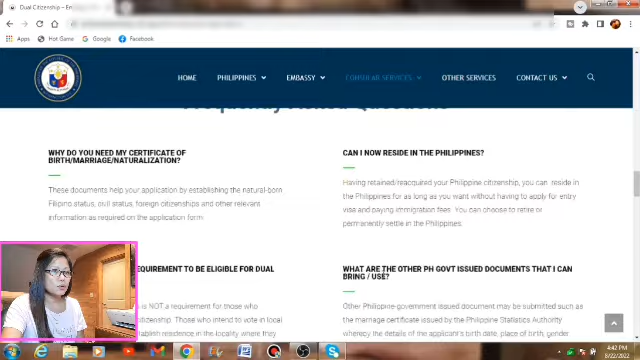 Dual Citizenship – Em
Apps
Hot Game
Google
Facebook
HOME
PHILIPPINES
EMBASSY
CONSULAR SERVICES
OTHER SERVICES
CONTACT US
Frequently Asked Questions
WHY DO YOU NEED MY CERTIFICATE OF
BIRTH/MARRIAGE/NATURALIZATION?
These documents help your application by establishing the natural-born
Filipino status, civil status, foreign citizenships and other relevant
information as required on the application form
CAN I NOW RESIDE IN THE PHILIPPINES?
Having retained/reacquired your Philippine citizenship, you can reside in
the Philippines for as long as you want without having to apply for entry
visa and paying immigration fees. You can choose to retire or
permanently settle in the Philippines.
REQUIREMENT TO BE ELIGIBLE FOR DUAL
is NOT a requirement for those who
Those who intend to vote in local
establish residence in the locality where they
WHAT ARE THE OTHER PH GOVT ISSUED DOCUMENTS THAT I CAN
BRING / USE?
Other Philippine-government issued document may be submitted such as
the marriage certificate issued by the Philippine Statistics Authority
whereby the details of the applicant's birth date, place of birth, gender
4:42 PM
8/22/202